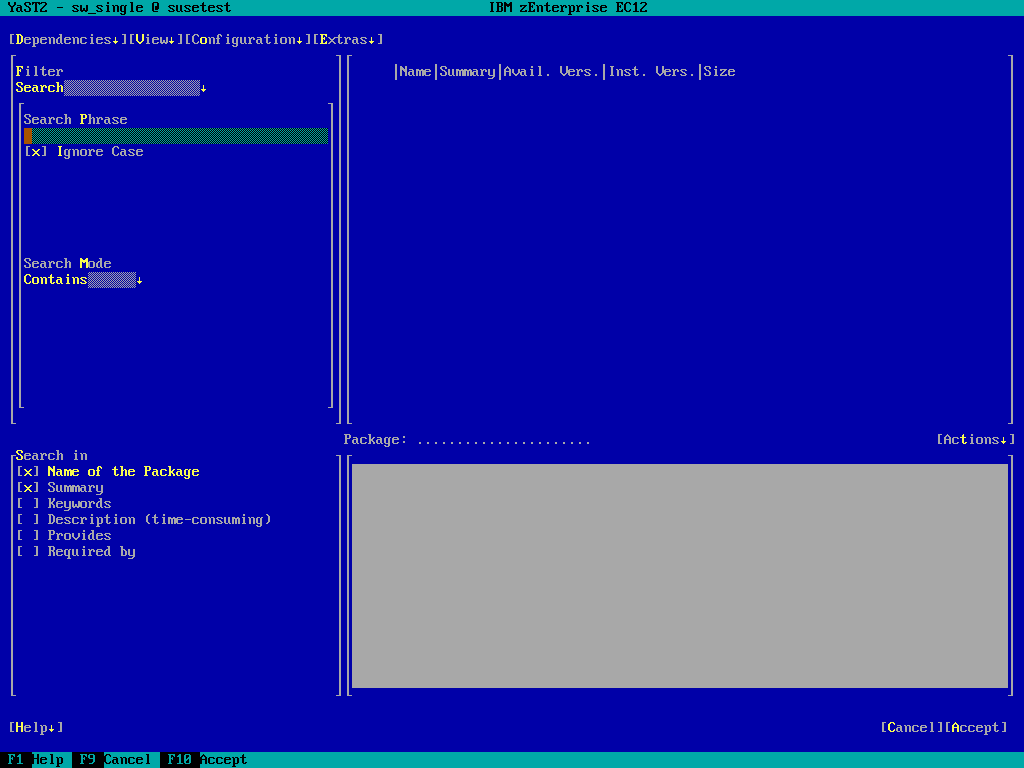 YaST2 - sw_single @ susetest IBM zEnterprise EC12
[Dependencies↓][View↓][Configuration↓][Extras↓]
Filter
Search↓
|Name|Summary|Avail. Vers.|Inst. Vers.|Size
Search Phrase
[x] Ignore Case
Search Mode
Contains↓
Package: ...................... [Actions↓]
Search in
[x] Name of the Package
[x] Summary
[ ] Keywords
[ ] Description (time-consuming)
[ ] Provides
[ ] Required by
[Help↓] [Cancel][Accept]
F1 Help F9 Cancel F10 Accept